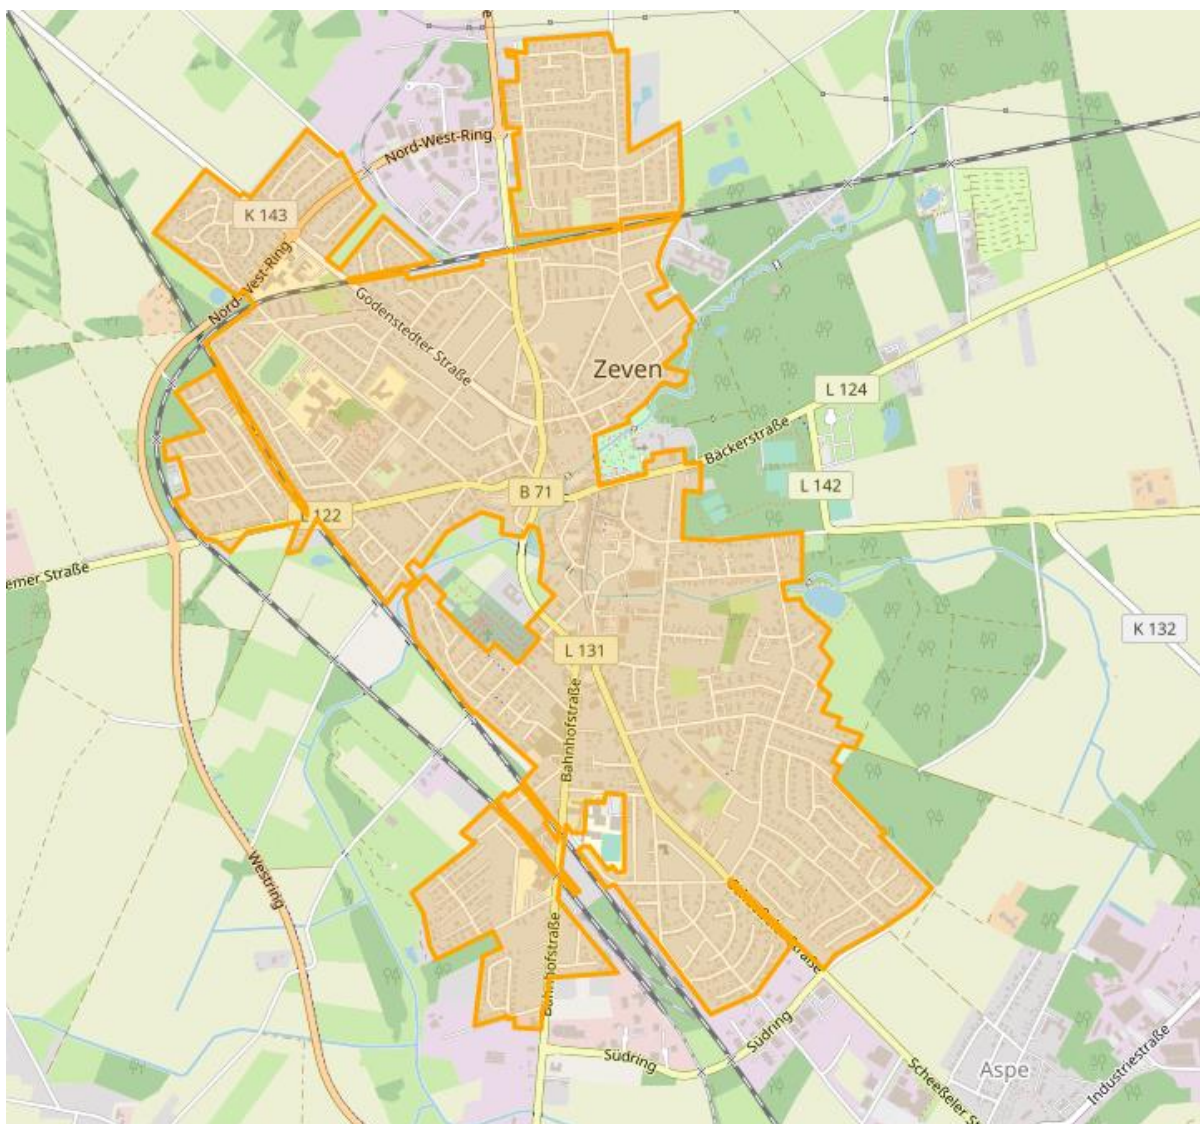 e
Nord-West-Ring
K 143
Nord-West-Ring
Godenstedter Straße
Zeven
L 124
Bäckerstraße
L 142
B 71
L 122
emer Straße
K 132
L 131
Bahnhofstraße
Westring
Bahnhofstraße
Südring
Südring
Scheeßeler St
Aspe
Industriestraße